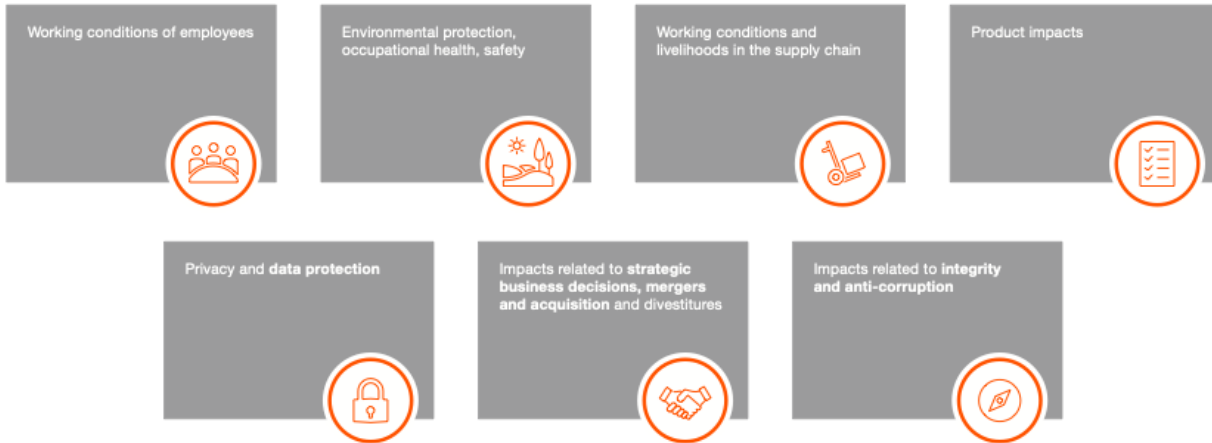 Working conditions of employees
Environmental protection,
occupational health, safety
Working conditions and
livelihoods in the supply chain
Product impacts
Privacy and data protection
Impacts related to strategic
business decisions, mergers
and acquisition and divestitures
Impacts related to integrity
and anti-corruption